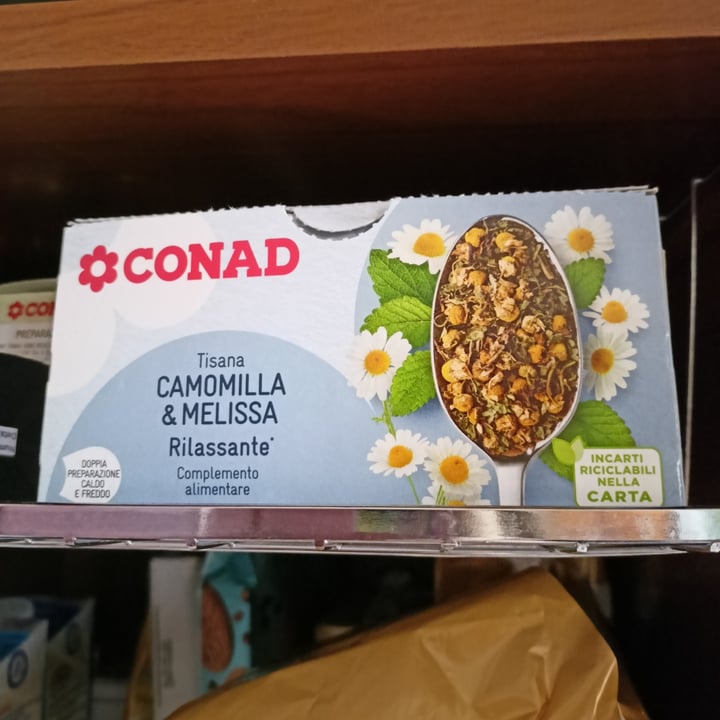 CONAD
Tisana
CAMOMILLA
& MELISSA
Rilassante*
Complemento
alimentare
DOPPIA
PREPARAZIONE
CALDO
E FREDDO
INCARTI
RICICLABILI
NELLA
CARTA